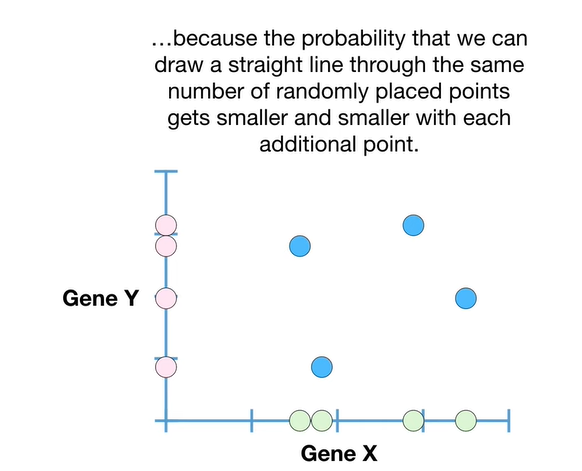 ...because the probability that we can
draw a straight line through the same
number of randomly placed points
gets smaller and smaller with each
additional point.
Gene Y
Gene X